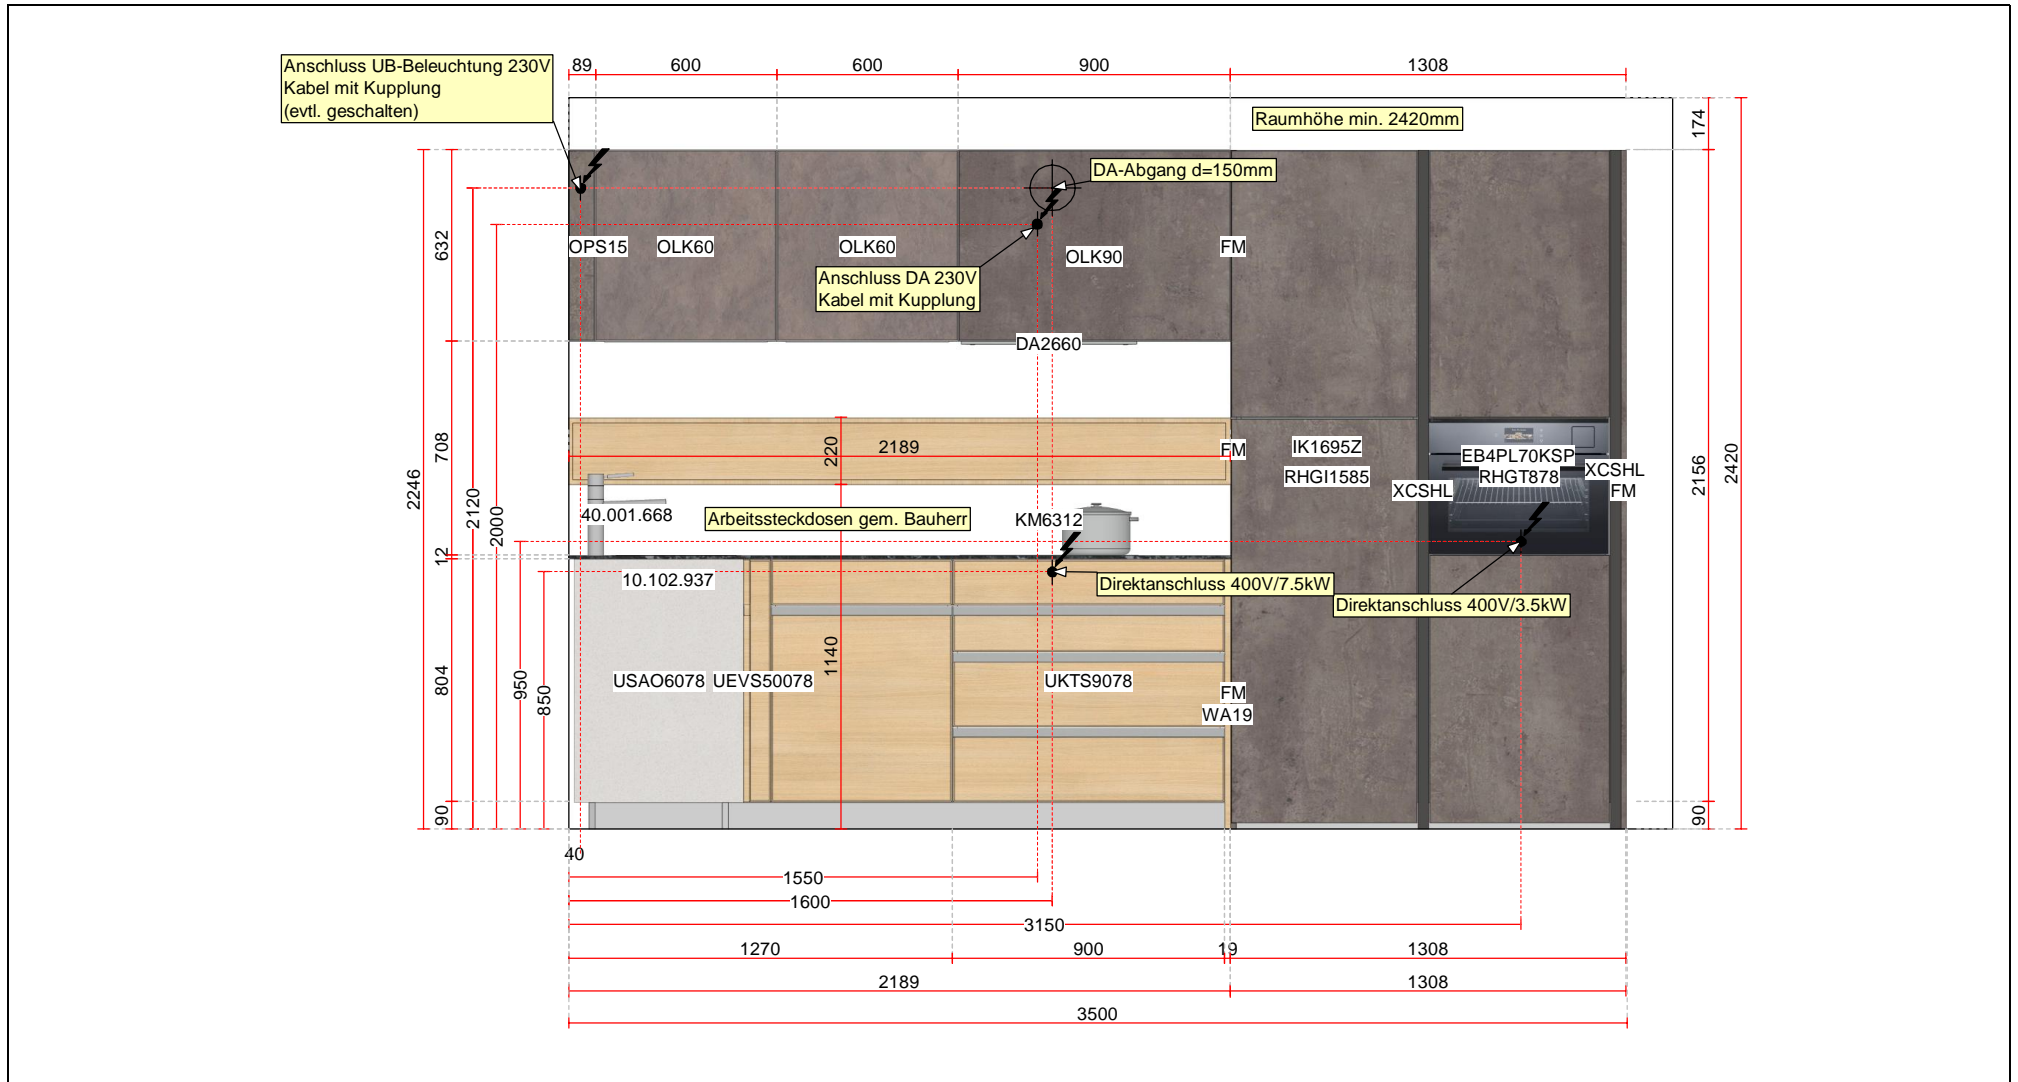 Anschluss UB-Beleuchtung 230V
Kabel mit Kupplung
(evtl. geschalten)
89
600
600
900
1308
Raumhöhe min. 2420mm
174
DA-Abgang d=150mm
632
OPS15
OLK60
OLK60
OLK90
FM
Anschluss DA 230V
Kabel mit Kupplung
DA2660
2246
2120
2000
708
220
2189
FM
IK1695Z
RHGI1585
EB4PL70KSP
RHGT878
XCSHL
XCSHL
FM
2156
2420
40.001.668
Arbeitssteckdosen gem. Bauherr
KM6312
12
10.102.937
Direktanschluss 400V/7.5kW
Direktanschluss 400V/3.5kW
950
850
804
1140
USAO6078
UEVS50078
UKTS9078
FM
WA19
90
90
40
1550
1600
3150
1270
900
19
1308
2189
1308
3500